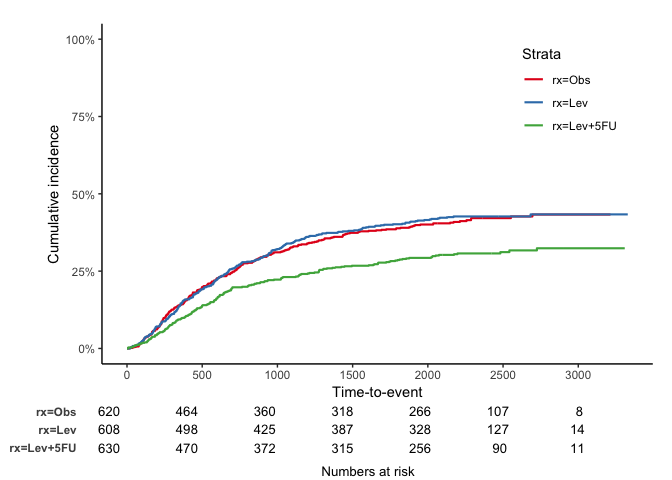 Strata
rx=Obs
rx=Lev
rx=Lev+5FU
Cumulative incidence
100%
75%
50%
25%
0%
0 500 1000 1500 2000 2500 3000
Time-to-event
rx=Obs 620 464 360 318 266 107 8
rx=Lev 608 498 425 387 328 127 14
rx=Lev+5FU 630 470 372 315 256 90 11
Numbers at risk